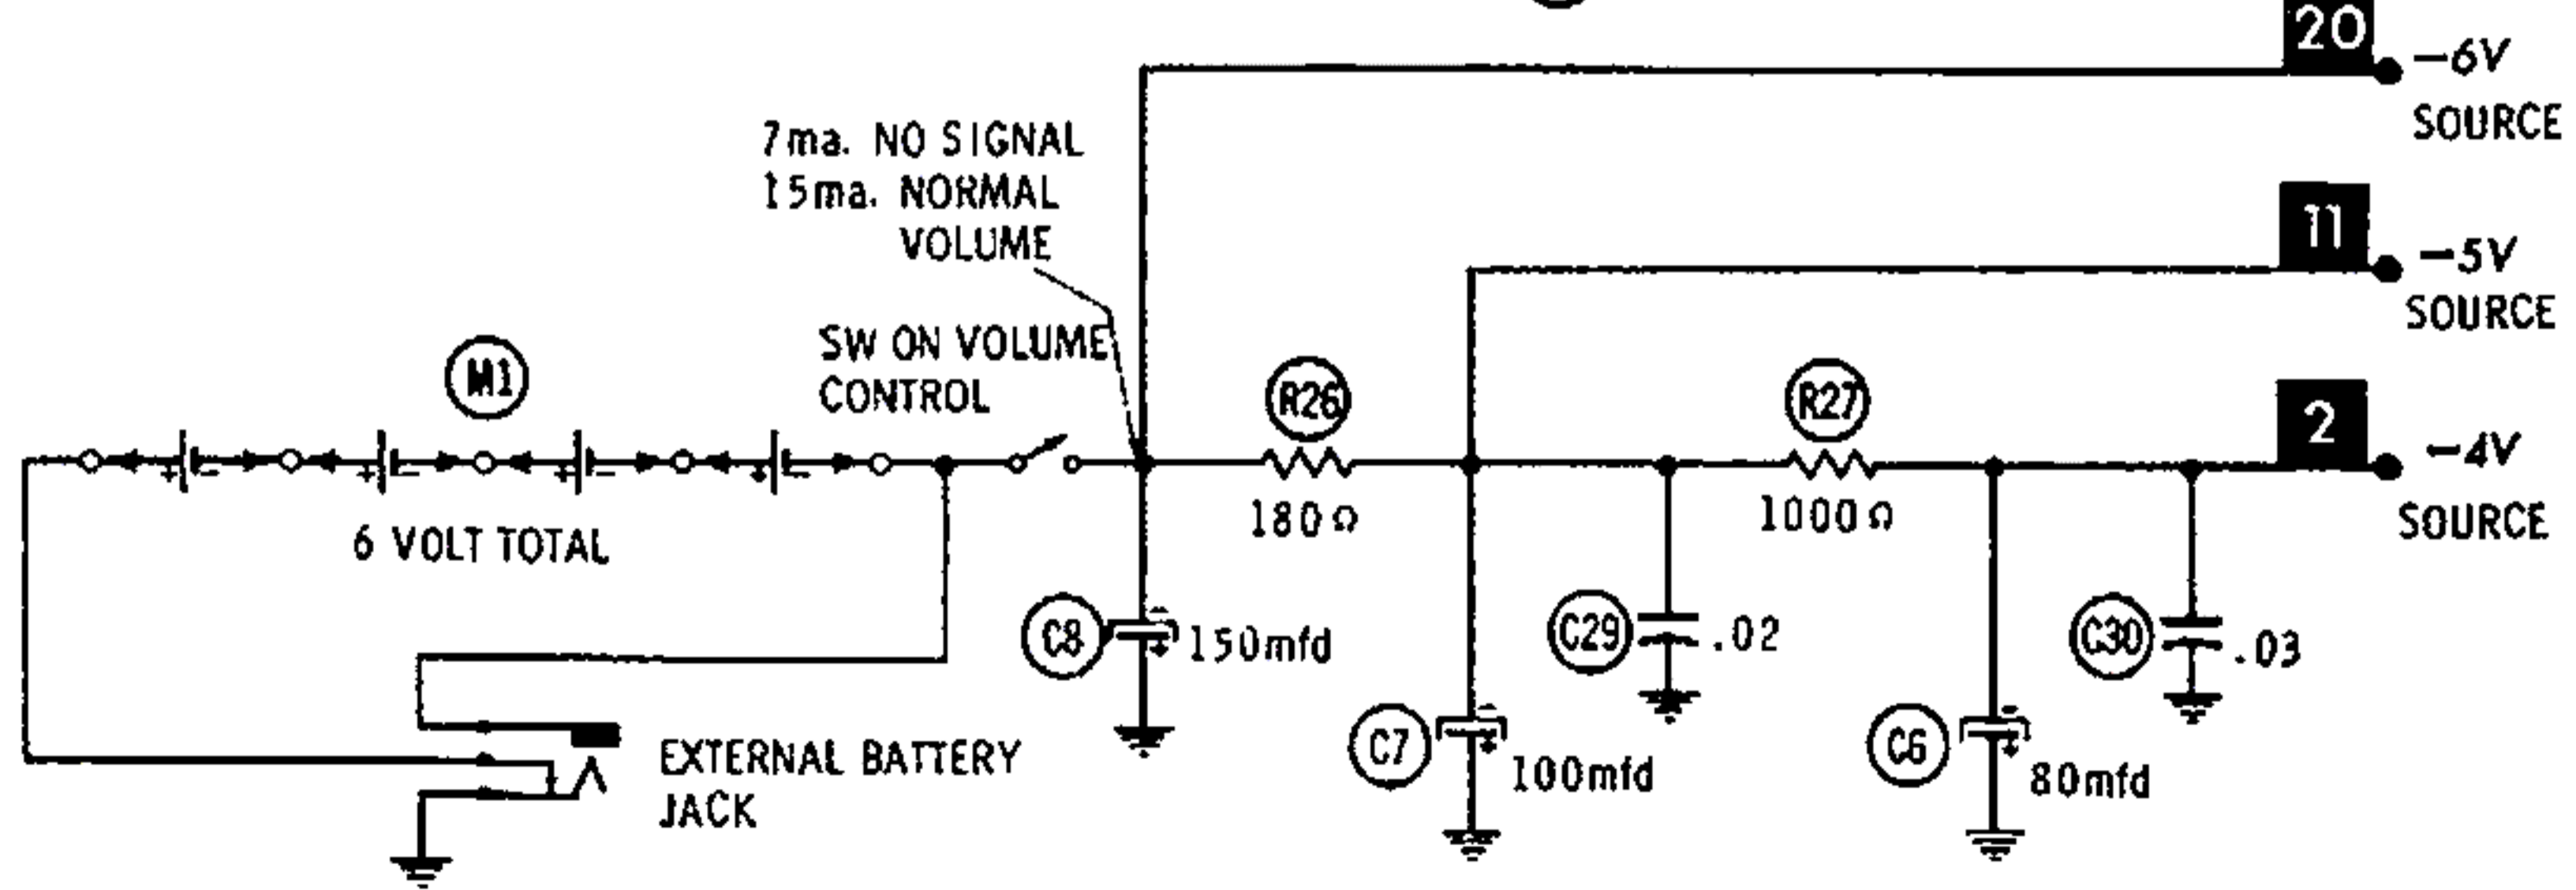 20
-6V
SOURCE
7ma. NO SIGNAL
15ma. NORMAL
VOLUME
11
-5V
SOURCE
SW ON VOLUME
CONTROL
M1
R26
R27
2
-4V
SOURCE
+ - + - + - + -
180Ω
1000Ω
6 VOLT TOTAL
C8
-
+
150mfd
C29
.02
C30
.03
C7
-
+
100mfd
C6
-
+
80mfd
EXTERNAL BATTERY
JACK